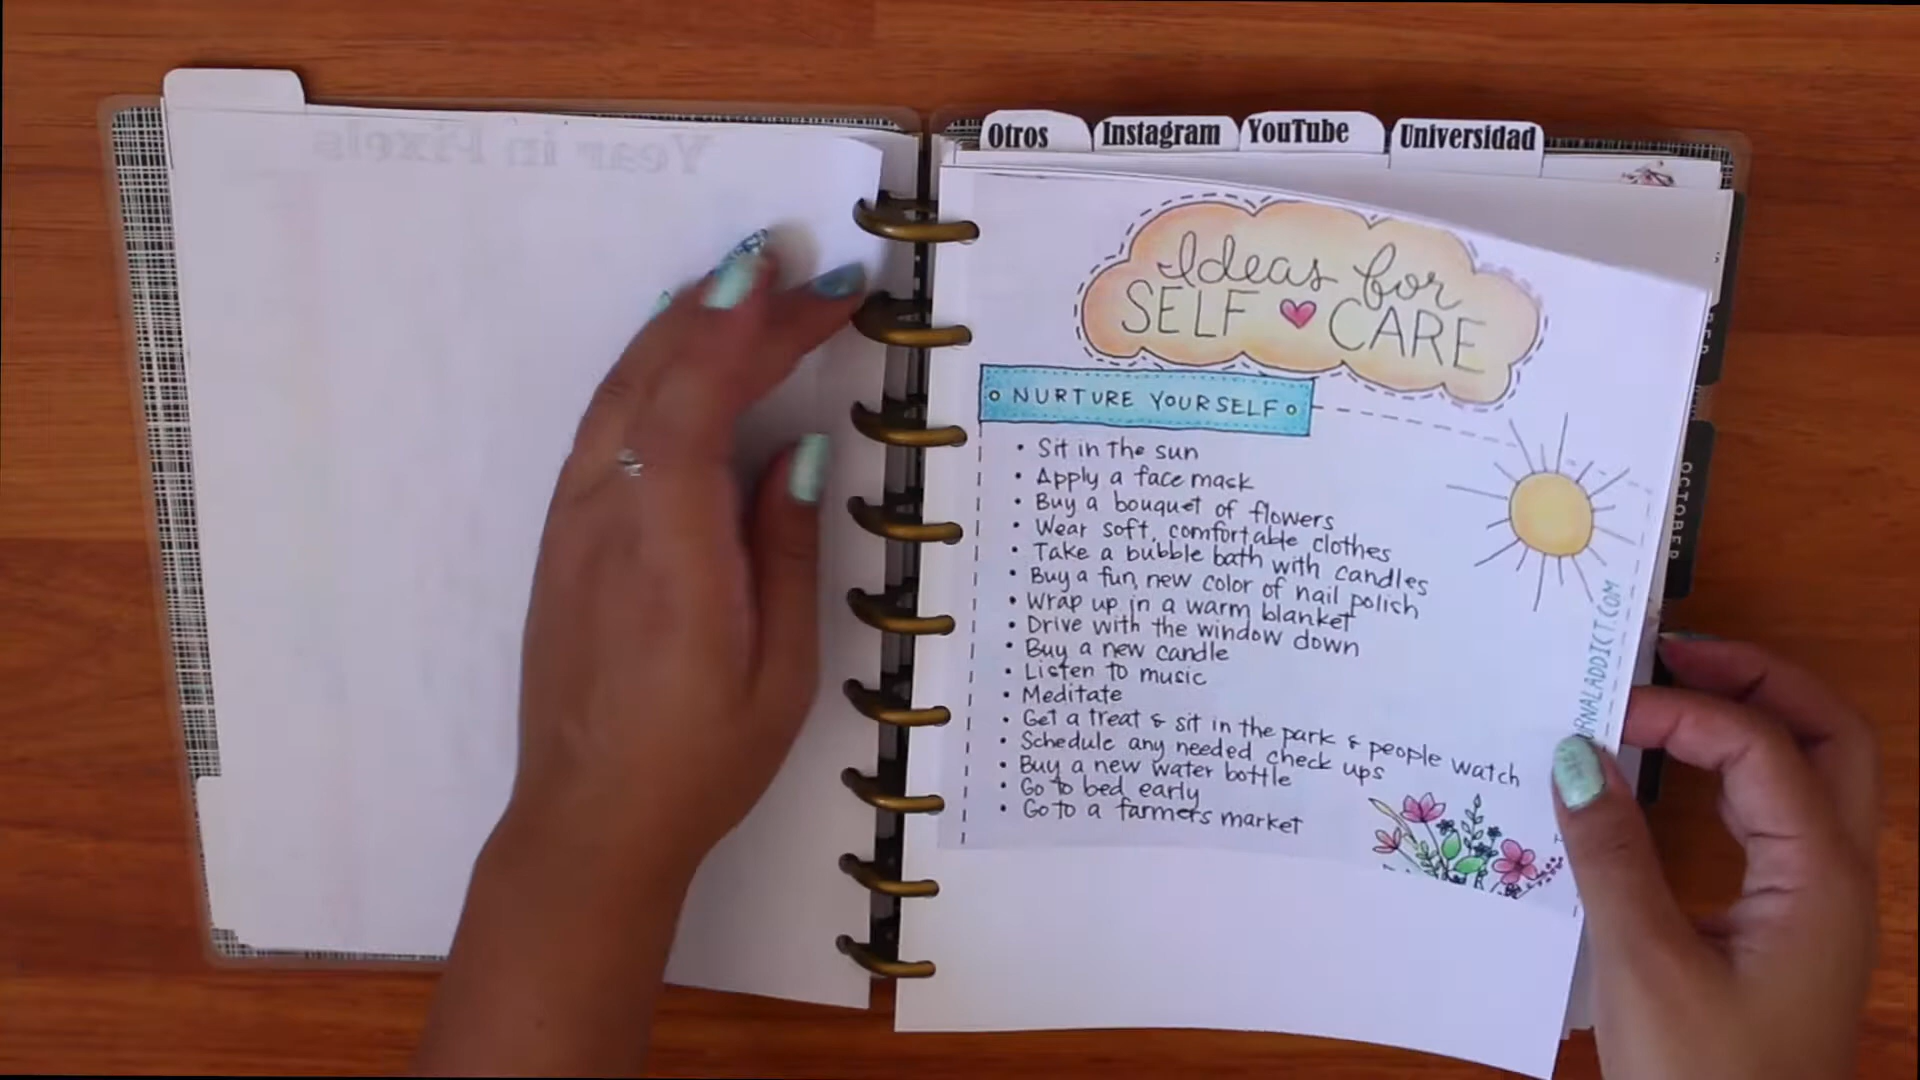 Year in Pixels
Otros
Instagram
YouTube
Universidad
Ideas for
SELF CARE
NURTURE YOURSELF
• Sit in the sun
• Apply a face mask
• Buy a bouquet of flowers
• Wear soft, comfortable clothes
• Take a bubble bath with candles
• Buy a fun new color of nail polish
• Wrap up in a warm blanket
• Drive with the window down
• Buy a new candle
• Listen to music
• Meditate
• Get a treat & sit in the park & people watch
• Schedule any needed check ups
• Buy a new water bottle
• Go to bed early
• Go to a farmers market
OCTOBER